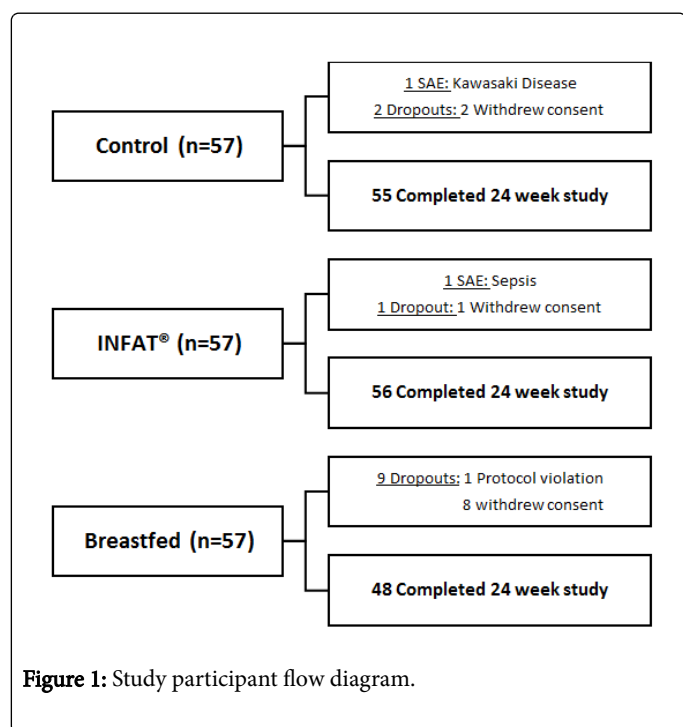 1 SAE: Kawasaki Disease
2 Dropouts: 2 Withdrew consent
Control (n=57)
55 Completed 24 week study
1 SAE: Sepsis
1 Dropout: 1 Withdrew consent
INFAT® (n=57)
56 Completed 24 week study
9 Dropouts: 1 Protocol violation
8 withdrew consent
Breastfed (n=57)
48 Completed 24 week study
Figure 1: Study participant flow diagram.